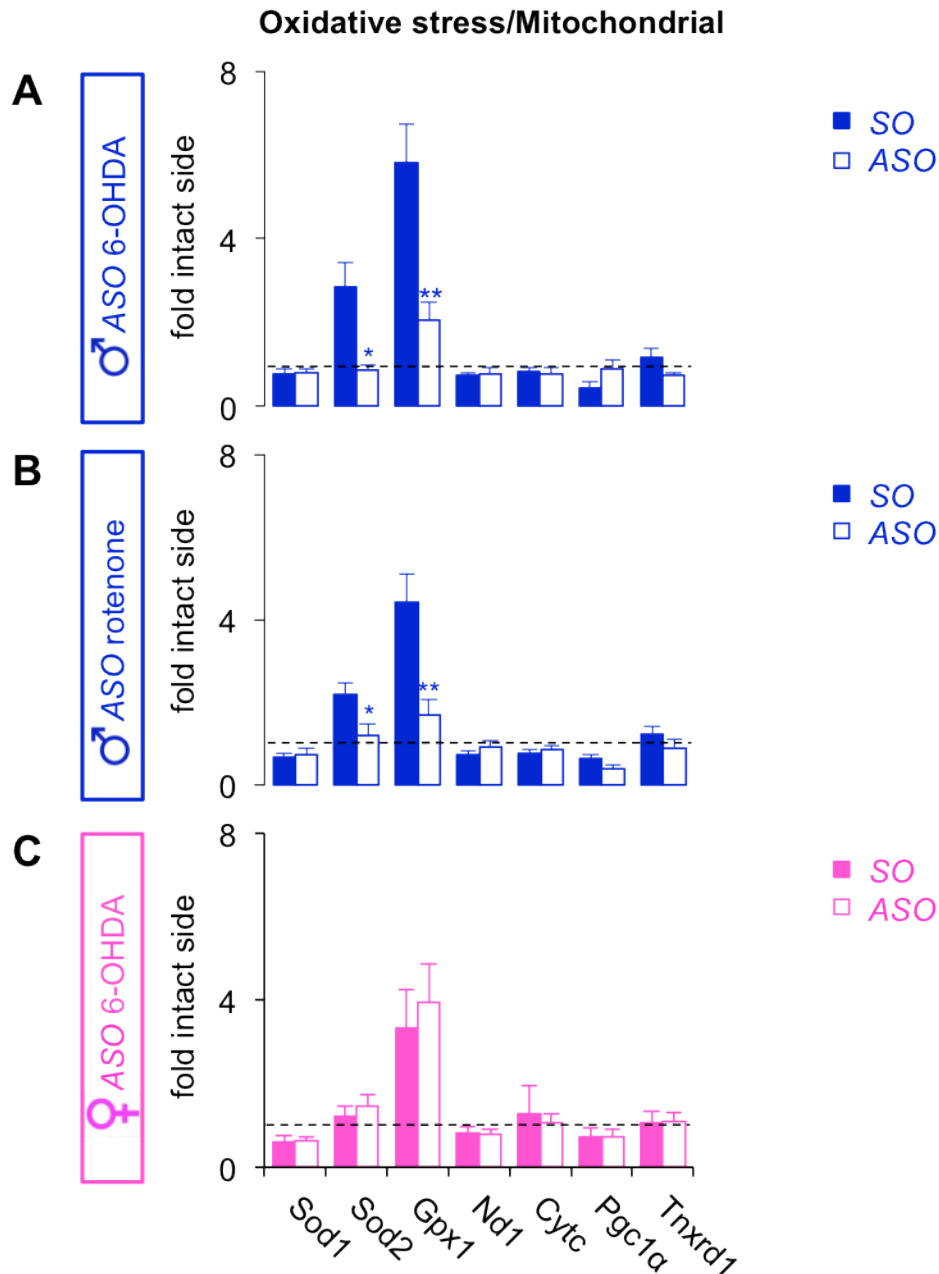 Oxidative stress/Mitochondrial
A
♂ ASO 6-OHDA
fold intact side
8
4
0
*
**
SO
ASO
B
♂ ASO rotenone
fold intact side
8
4
0
*
**
SO
ASO
C
♀ ASO 6-OHDA
fold intact side
8
4
0
SO
ASO
Sod1
Sod2
Gpx1
Nd1
Cytc
Pgc1α
Tnxrd1